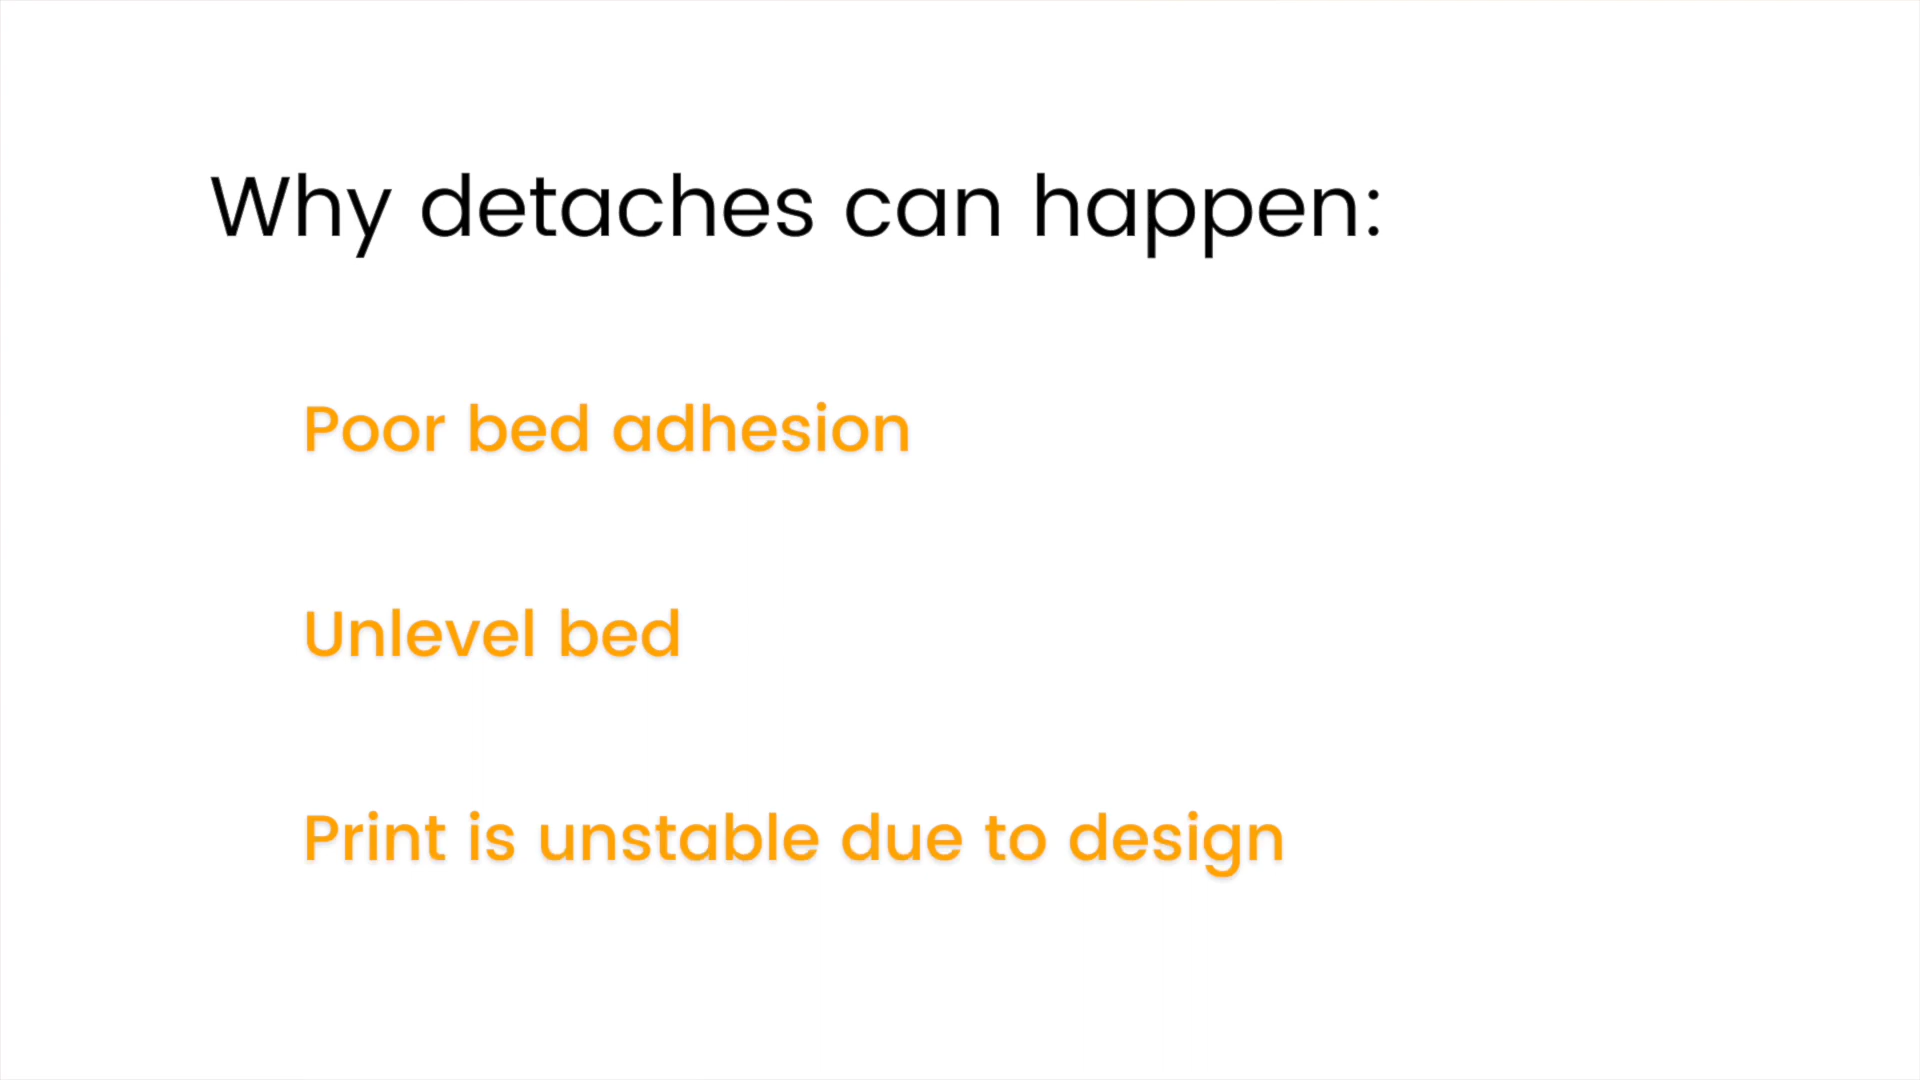 Why detaches can happen:
Poor bed adhesion
Unlevel bed
Print is unstable due to design